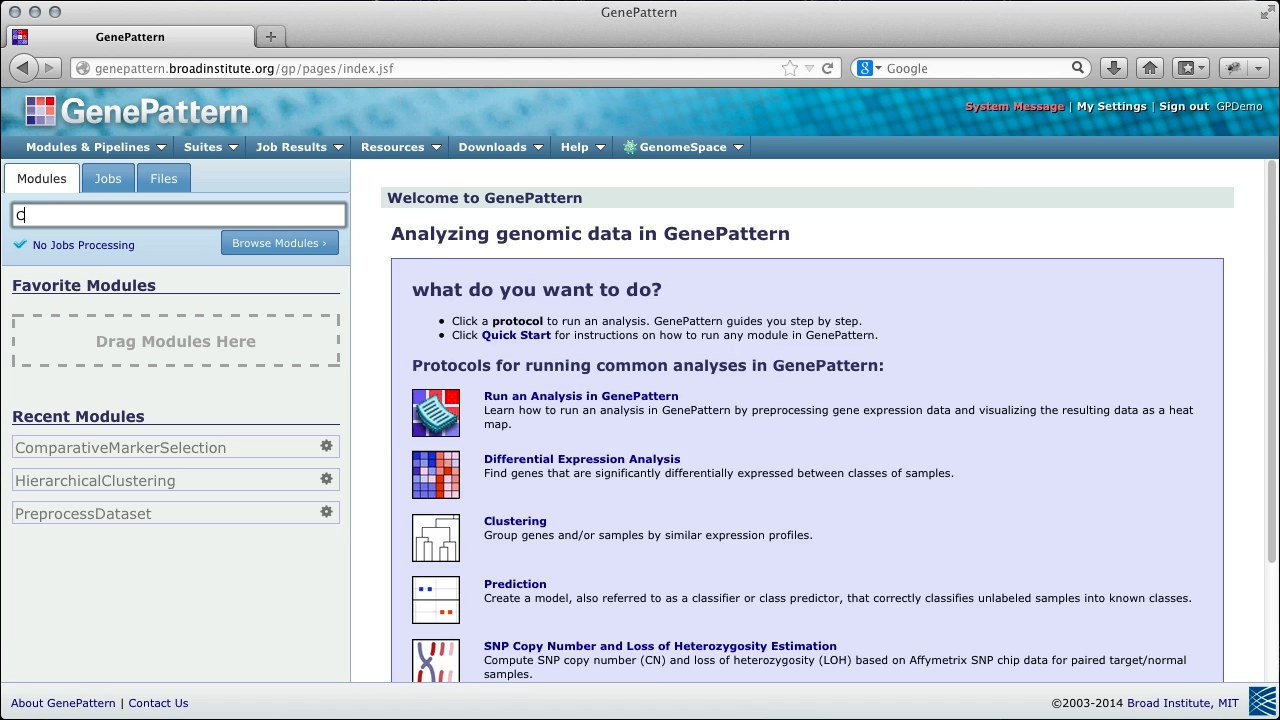 GenePattern
GenePattern
genepattern.broadinstitute.org/gp/pages/index.jsf
Google
GenePattern
System Message | My Settings | Sign out GPDemo
Modules & Pipelines Suites Job Results Resources Downloads Help GenomeSpace
Modules Jobs Files
c
No Jobs Processing
Browse Modules ›
Favorite Modules
Drag Modules Here
Recent Modules
ComparativeMarkerSelection
HierarchicalClustering
PreprocessDataset
Welcome to GenePattern
Analyzing genomic data in GenePattern
what do you want to do?
• Click a protocol to run an analysis. GenePattern guides you step by step.
• Click Quick Start for instructions on how to run any module in GenePattern.
Protocols for running common analyses in GenePattern:
Run an Analysis in GenePattern
Learn how to run an analysis in GenePattern by preprocessing gene expression data and visualizing the resulting data as a heat
map.
Differential Expression Analysis
Find genes that are significantly differentially expressed between classes of samples.
Clustering
Group genes and/or samples by similar expression profiles.
Prediction
Create a model, also referred to as a classifier or class predictor, that correctly classifies unlabeled samples into known classes.
SNP Copy Number and Loss of Heterozygosity Estimation
Compute SNP copy number (CN) and loss of heterozygosity (LOH) based on Affymetrix SNP chip data for paired target/normal
samples.
About GenePattern | Contact Us
©2003-2014 Broad Institute, MIT